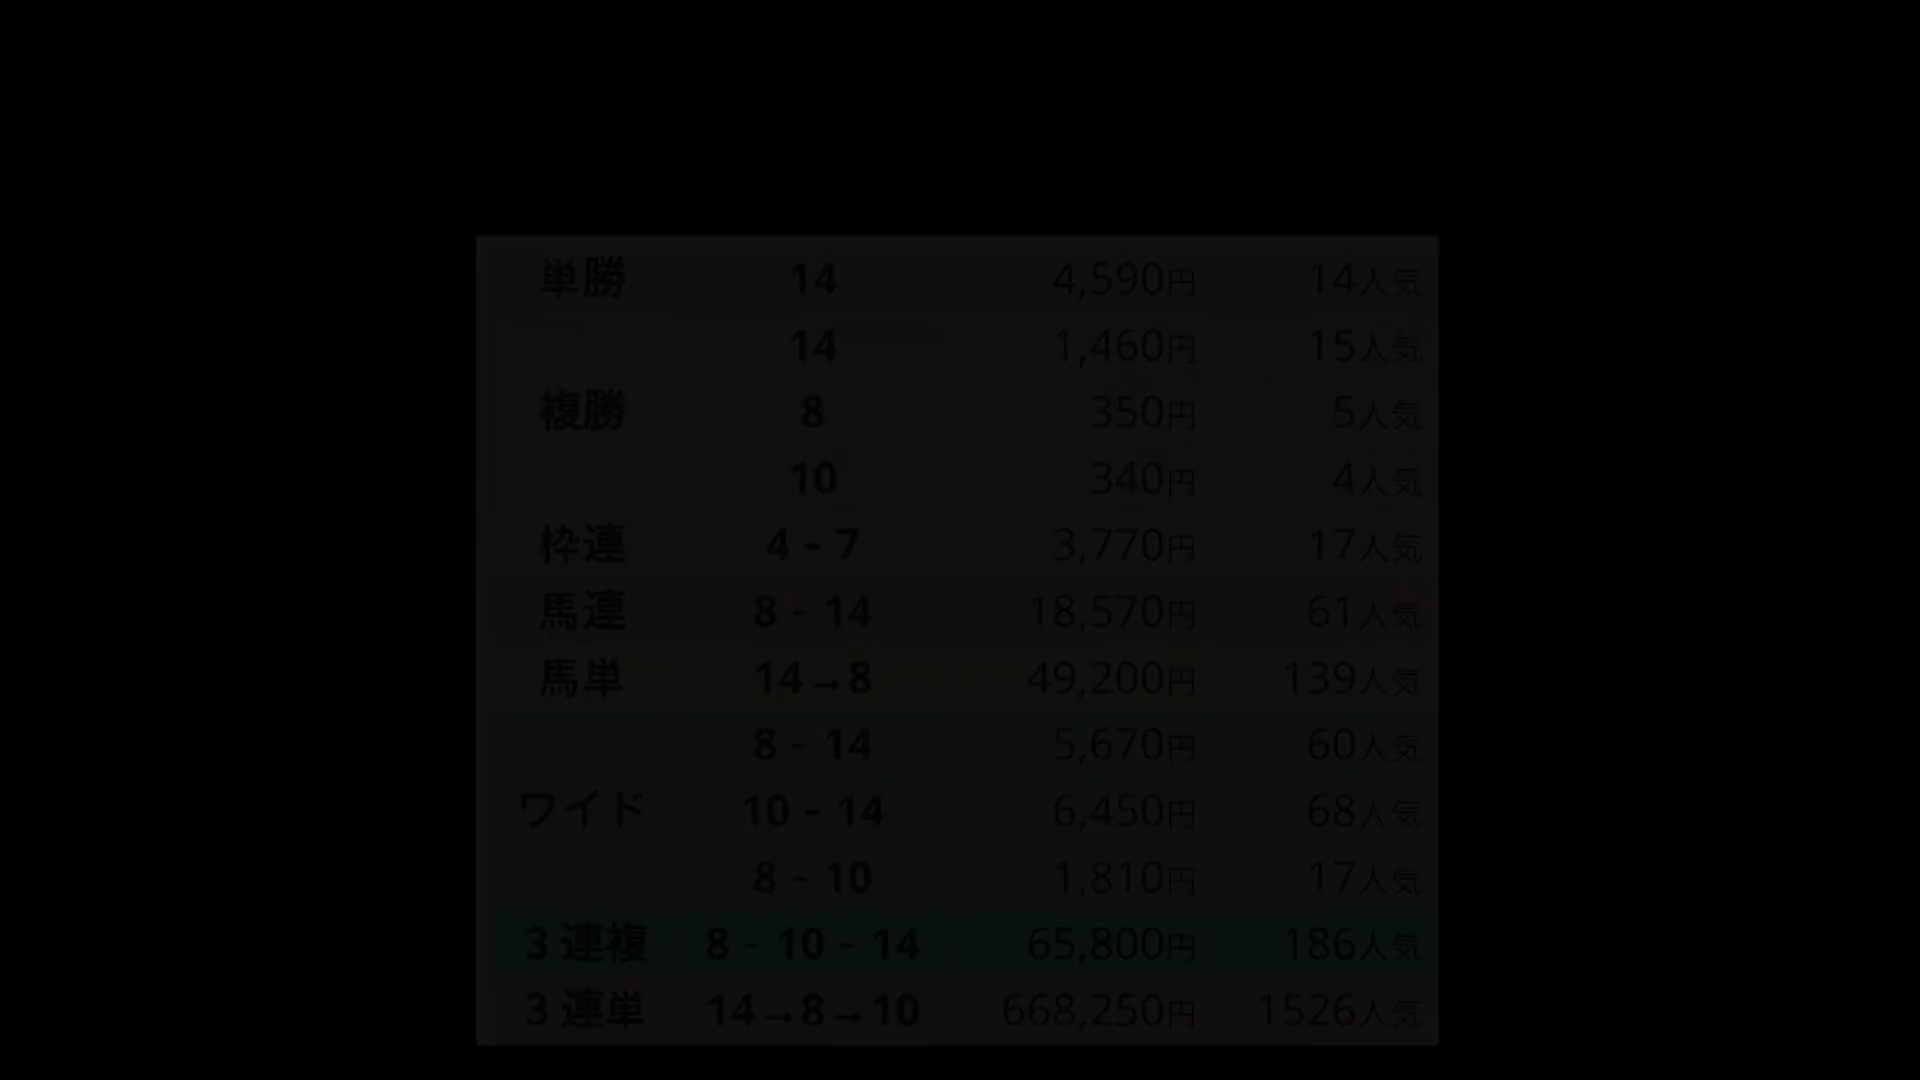 単勝 14 4,590円 14人気
14 1,460円 15人気
複勝 8 350円 5人気
10 340円 4人気
枠連 4 - 7 3,770円 17人気
馬連 8 - 14 18,570円 61人気
馬単 14→8 49,200円 139人気
8 - 14 5,670円 60人気
ワイド 10 - 14 6,450円 68人気
8 - 10 1,810円 17人気
3連複 8 - 10 - 14 65,800円 186人気
3連単 14→8→10 668,250円 1526人気